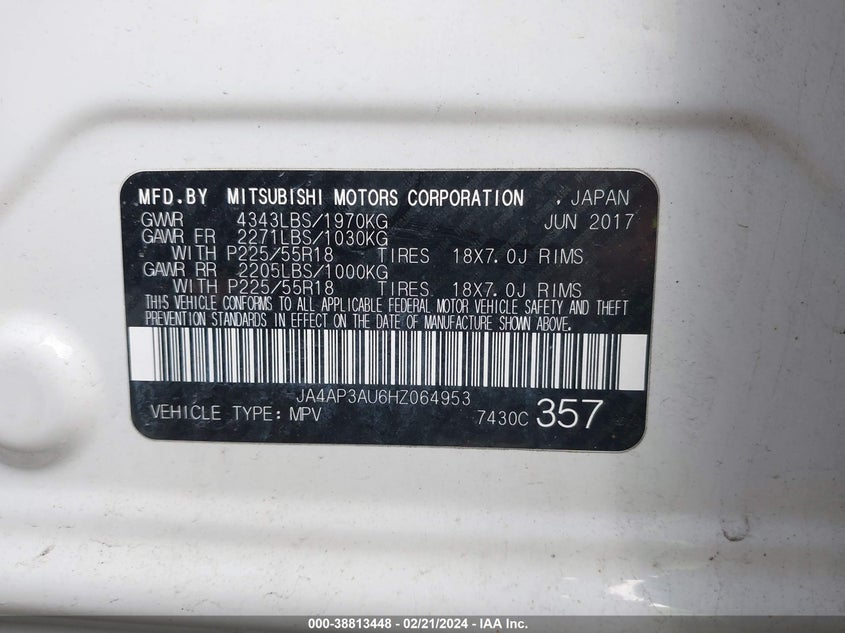 MFD.BY MITSUBISHI MOTORS CORPORATION , JAPAN
GWR 4343LBS/1970KG JUN 2017
GAWR FR 2271LBS/1030KG
WITH P225/55R18 TIRES 18X7.0J RIMS
GAWR RR 2205LBS/1000KG
WITH P225/55R18 TIRES 18X7.0J RIMS
THIS VEHICLE CONFORMS TO ALL APPLICABLE FEDERAL MOTOR VEHICLE SAFETY AND THEFT
PREVENTION STANDARDS IN EFFECT ON THE DATE OF MANUFACTURE SHOWN ABOVE.
JA4AP3AU6HZ064953
VEHICLE TYPE: MPV 7430C 357
000-38813448 - 02/21/2024 - IAA Inc.